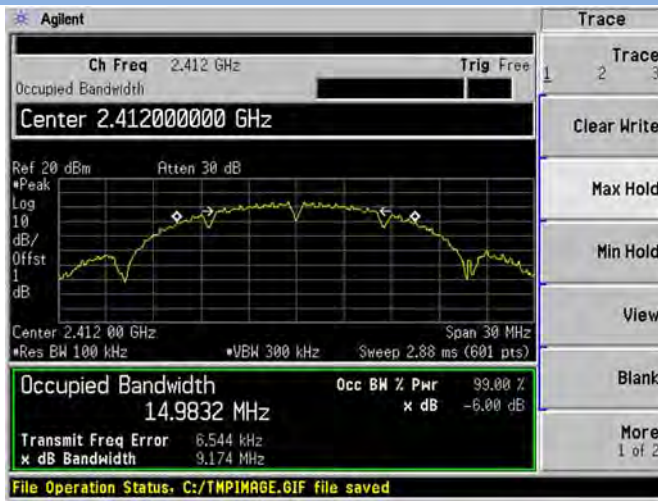 Agilent
Trace
Ch Freq 2.412 GHz Trig Free
Occupied Bandwidth
Center 2.412000000 GHz
Ref 20 dBm Atten 30 dB
•Peak
Log
10
dB/
Offst
1
dB
Center 2.412 00 GHz Span 30 MHz
•Res BW 100 kHz •VBW 300 kHz Sweep 2.88 ms (601 pts)
Occupied Bandwidth Occ BW % Pwr 99.00 %
14.9832 MHz x dB -6.00 dB
Transmit Freq Error 6.544 kHz
x dB Bandwidth 9.174 MHz
File Operation Status, C:/TMPIMAGE.GIF file saved
Trace
1 2 3
Clear Write
Max Hold
Min Hold
View
Blank
More
1 of 2